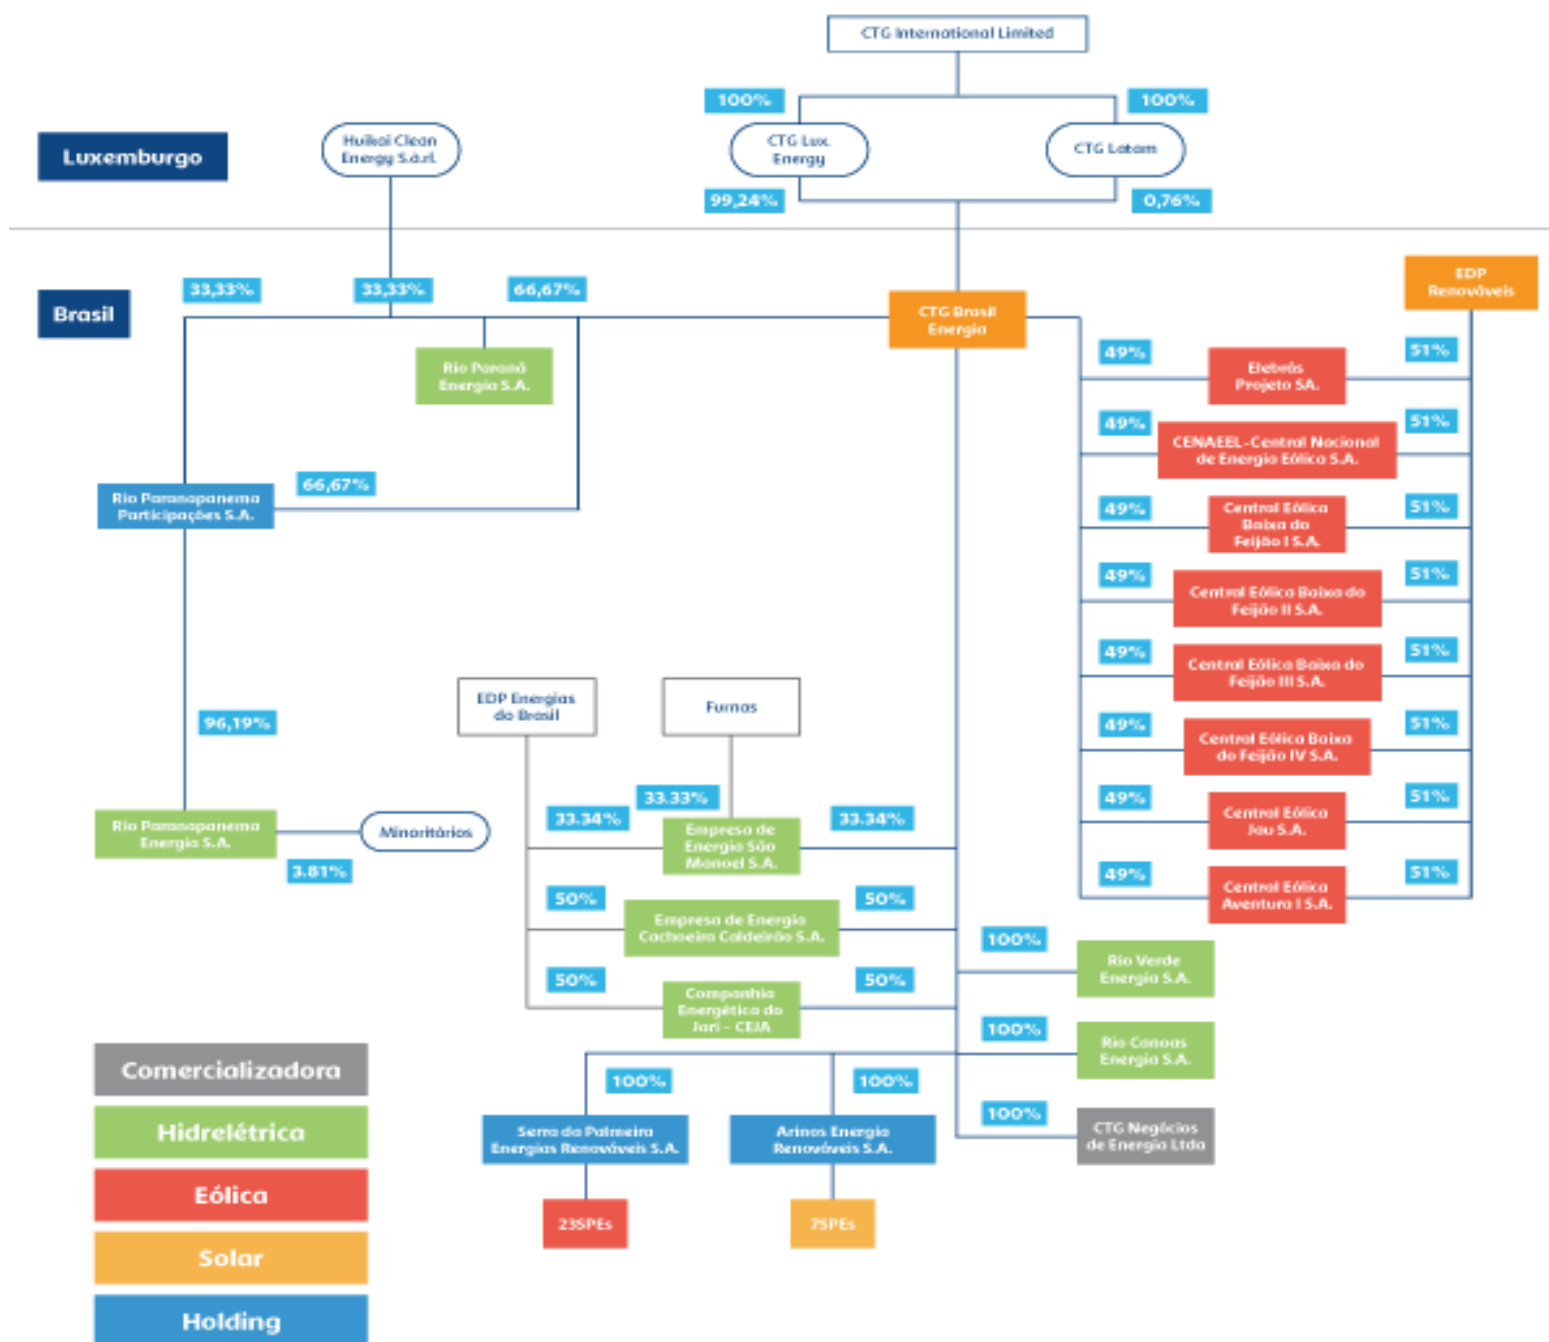 CTG International Limited
100%
100%
Luxemburgo
Huikai Clean
Energy S.à.r.l.
CTG Lux.
Energy
CTG Latam
99,24%
0,76%
Brasil
33,33%
33,33%
66,67%
CTG Brasil
Energia
EDP
Renováveis
Rio Paraná
Energia S.A.
49%
Elebrás
Projeto SA.
51%
49%
CENAEEL-Central Nacional
de Energia Eólica S.A.
51%
Rio Paranapanema
Participações S.A.
66,67%
49%
Central Eólica
Baixa do
Feijão I S.A.
51%
49%
Central Eólica Baixa do
Feijão II S.A.
51%
49%
Central Eólica Baixa do
Feijão III S.A.
51%
EDP Energias
do Brasil
Furnas
96,19%
49%
Central Eólica Baixa
do Feijão IV S.A.
51%
Rio Paranapanema
Energia S.A.
Minoritários
3.81%
33.34%
33.33%
Empresa de
Energia São
Manoel S.A.
33.34%
49%
Central Eólica
Jau S.A.
51%
49%
Central Eólica
Aventura I S.A.
51%
50%
Empresa de Energia
Cachoeira Caldeirão S.A.
50%
100%
Rio Verde
Energia S.A.
50%
Companhia
Energética do
Jari - CEJA
50%
100%
Rio Canoas
Energia S.A.
100%
Serra da Palmeira
Energias Renováveis S.A.
100%
Arinos Energia
Renováveis S.A.
100%
CTG Negócios
de Energia Ltda
23SPEs
7SPEs
Comercializadora
Hidrelétrica
Eólica
Solar
Holding